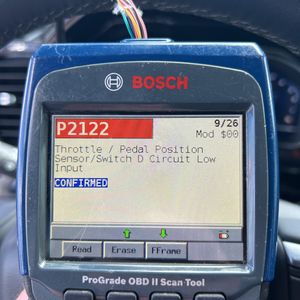 BOSCH
P2122
9/26
Mod $00
Throttle / Pedal Position
Sensor/Switch D Circuit Low
Input
CONFIRMED
Read
Erase
FFrame
ProGrade OBD II Scan Tool